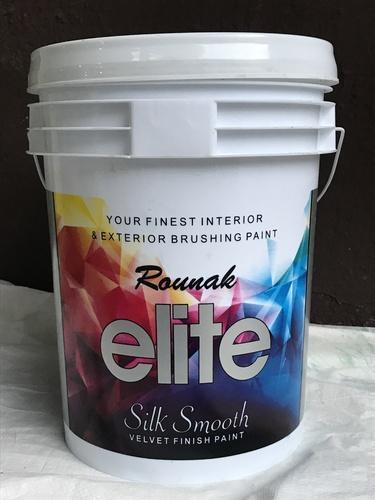 YOUR FINEST INTERIOR
& EXTERIOR BRUSHING PAINT
Rounak
elite
Silk Smooth
VELVET FINISH PAINT